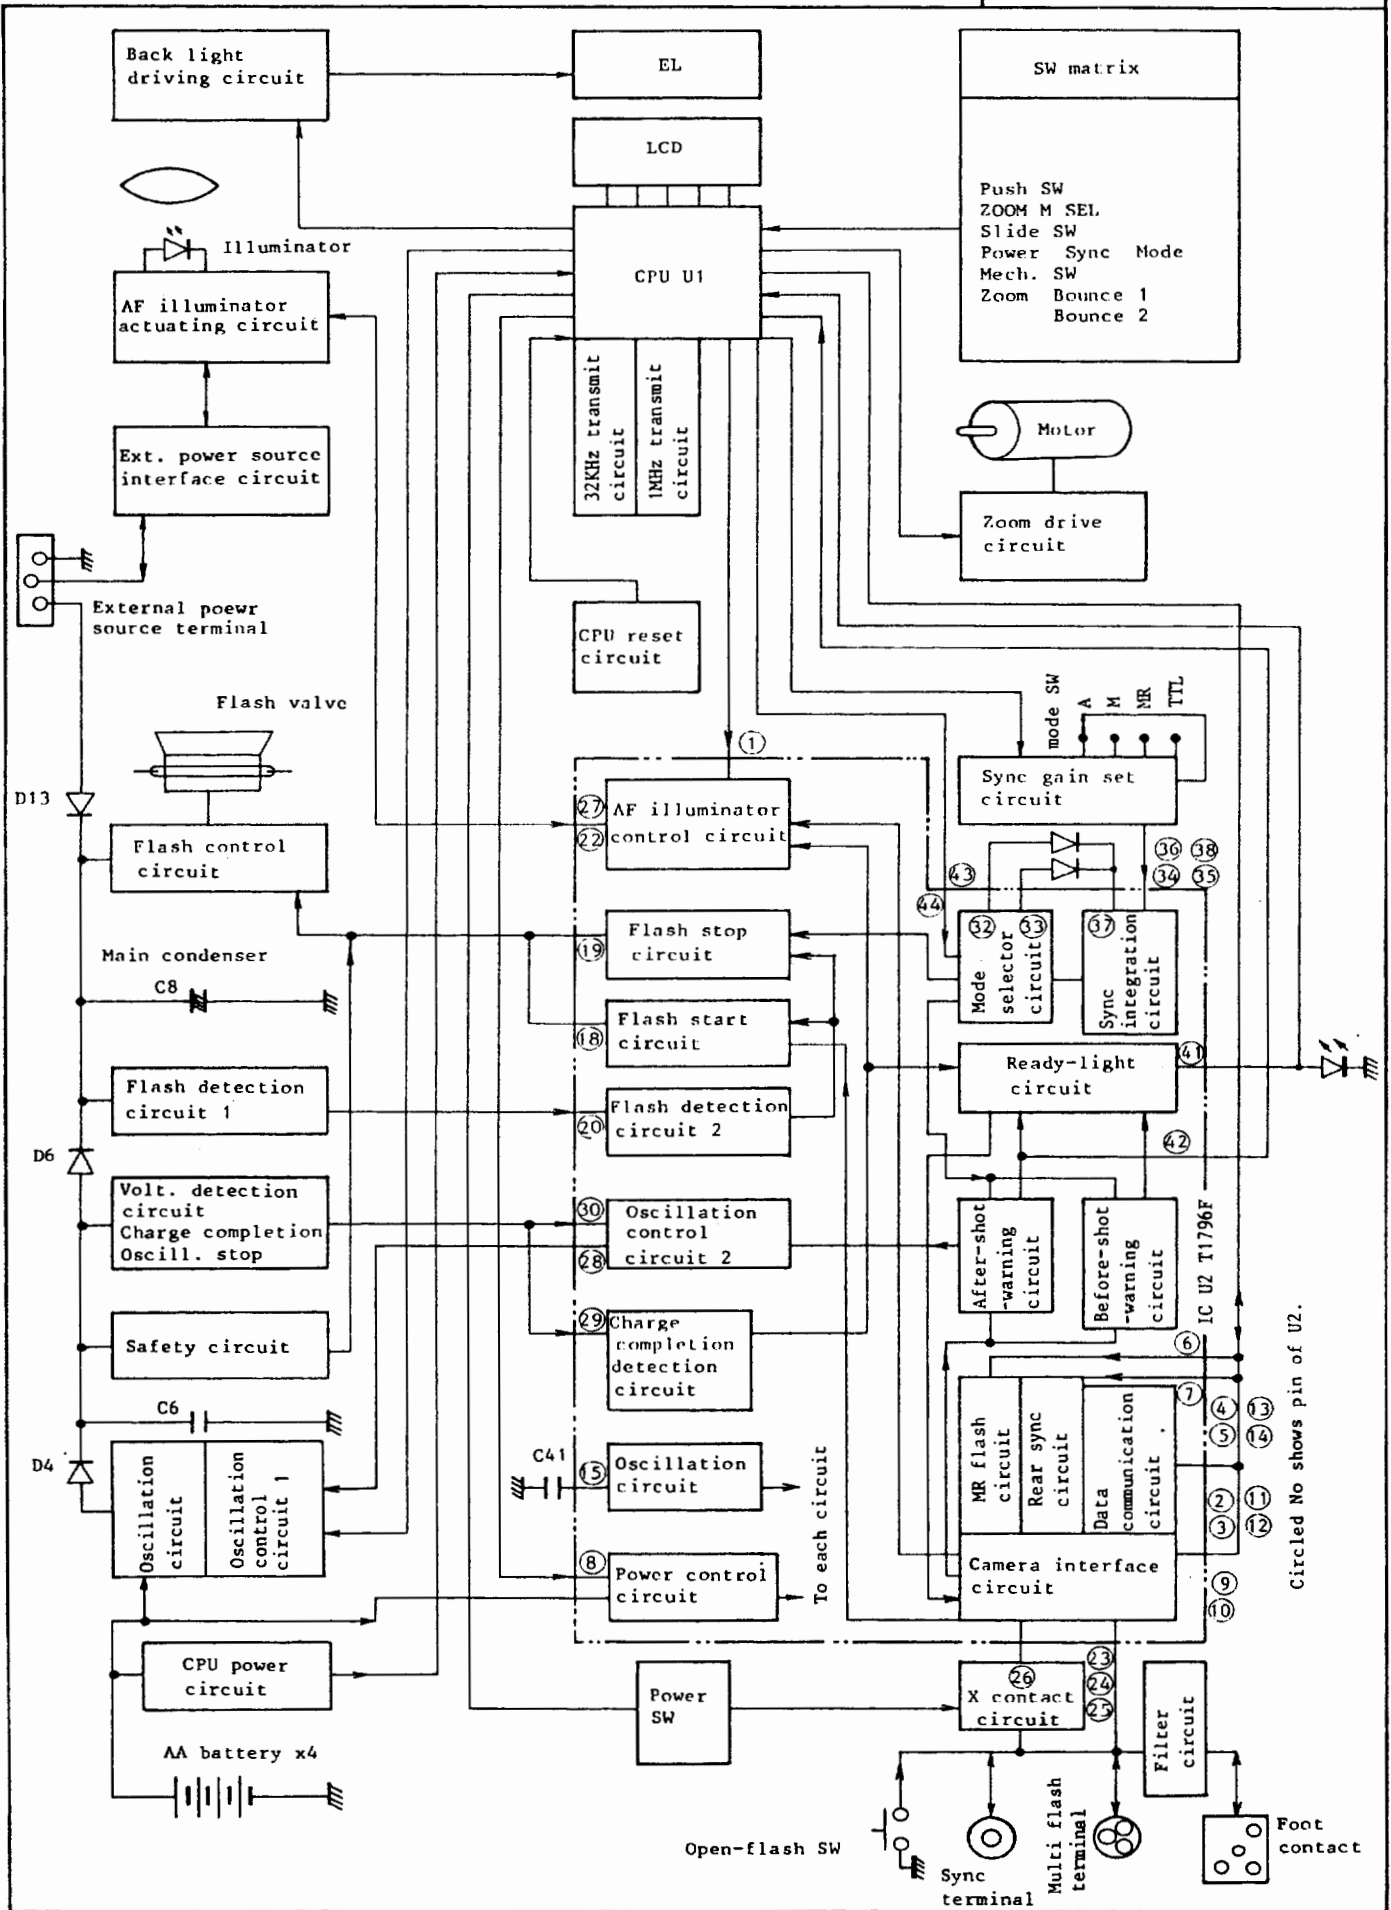 Back light
driving circuit
EL
SW matrix
LCD
Push SW
ZOOM M SEL
Slide SW
Power Sync Mode
Mech. SW
Zoom Bounce 1
Bounce 2
CPU U1
Illuminator
AF illuminator
actuating circuit
32KHz transmit
circuit
1MHz transmit
circuit
Motor
Ext. power source
interface circuit
Zoom drive
circuit
External poewr
source terminal
CPU reset
circuit
Flash valve
mode SW
A
M
MR
TTL
1
Sync gain set
circuit
D13
27
22
AF illuminator
control circuit
Flash control
circuit
36 38
34 35
43
44
32
33
37
Mode
selector
circuit
Sync
integration
circuit
19
Flash stop
circuit
Main condenser
C8
18
Flash start
circuit
Ready-light
circuit
41
Flash detection
circuit 1
20
Flash detection
circuit 2
42
D6
Volt. detection
circuit
Charge completion
Oscill. stop
30
28
Oscillation
control
circuit 2
After-shot
-warning
circuit
Before-shot
-warning
circuit
IC U2 T1796F
Safety circuit
29
Charge
completion
detection
circuit
6
7
C6
MR flash
circuit
Rear sync
circuit
Data
communication
circuit
4 13
5 14
D4
Oscillation
circuit
Oscillation
control
circuit 1
C41
15
Oscillation
circuit
To each circuit
2 11
3 12
Circled No shows pin of U2.
8
Power control
circuit
Camera interface
circuit
9
10
CPU power
circuit
Power
SW
26
X contact
circuit
23
24
25
Filter
circuit
AA battery x4
Open-flash SW
Sync
terminal
Multi flash
terminal
Foot
contact